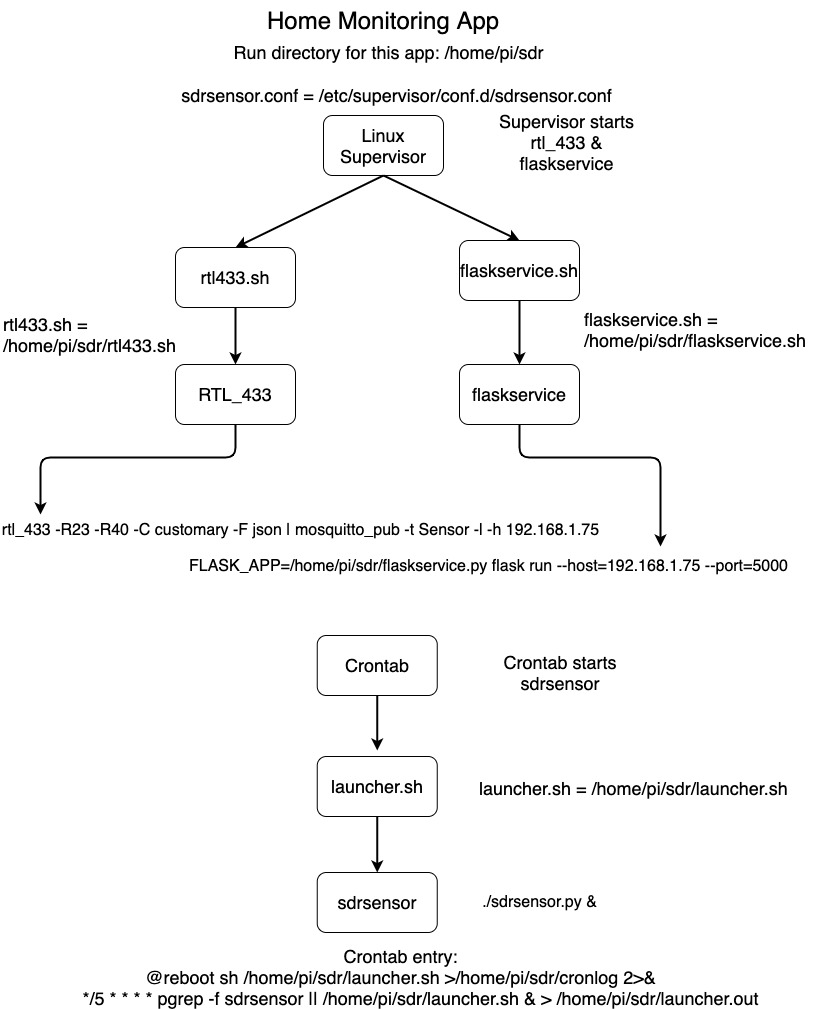 Home Monitoring App
Run directory for this app: /home/pi/sdr
sdrsensor.conf = /etc/supervisor/conf.d/sdrsensor.conf
Linux
Supervisor
Supervisor starts
rtl_433 &
flaskservice
rtl433.sh
flaskservice.sh
rtl433.sh =
/home/pi/sdr/rtl433.sh
flaskservice.sh =
/home/pi/sdr/flaskservice.sh
RTL_433
flaskservice
rtl_433 -R23 -R40 -C customary -F json | mosquitto_pub -t Sensor -l -h 192.168.1.75
FLASK_APP=/home/pi/sdr/flaskservice.py flask run --host=192.168.1.75 --port=5000
Crontab
Crontab starts
sdrsensor
launcher.sh
launcher.sh = /home/pi/sdr/launcher.sh
sdrsensor
./sdrsensor.py &
Crontab entry:
@reboot sh /home/pi/sdr/launcher.sh >/home/pi/sdr/cronlog 2>&
*/5 * * * * pgrep -f sdrsensor || /home/pi/sdr/launcher.sh & > /home/pi/sdr/launcher.out